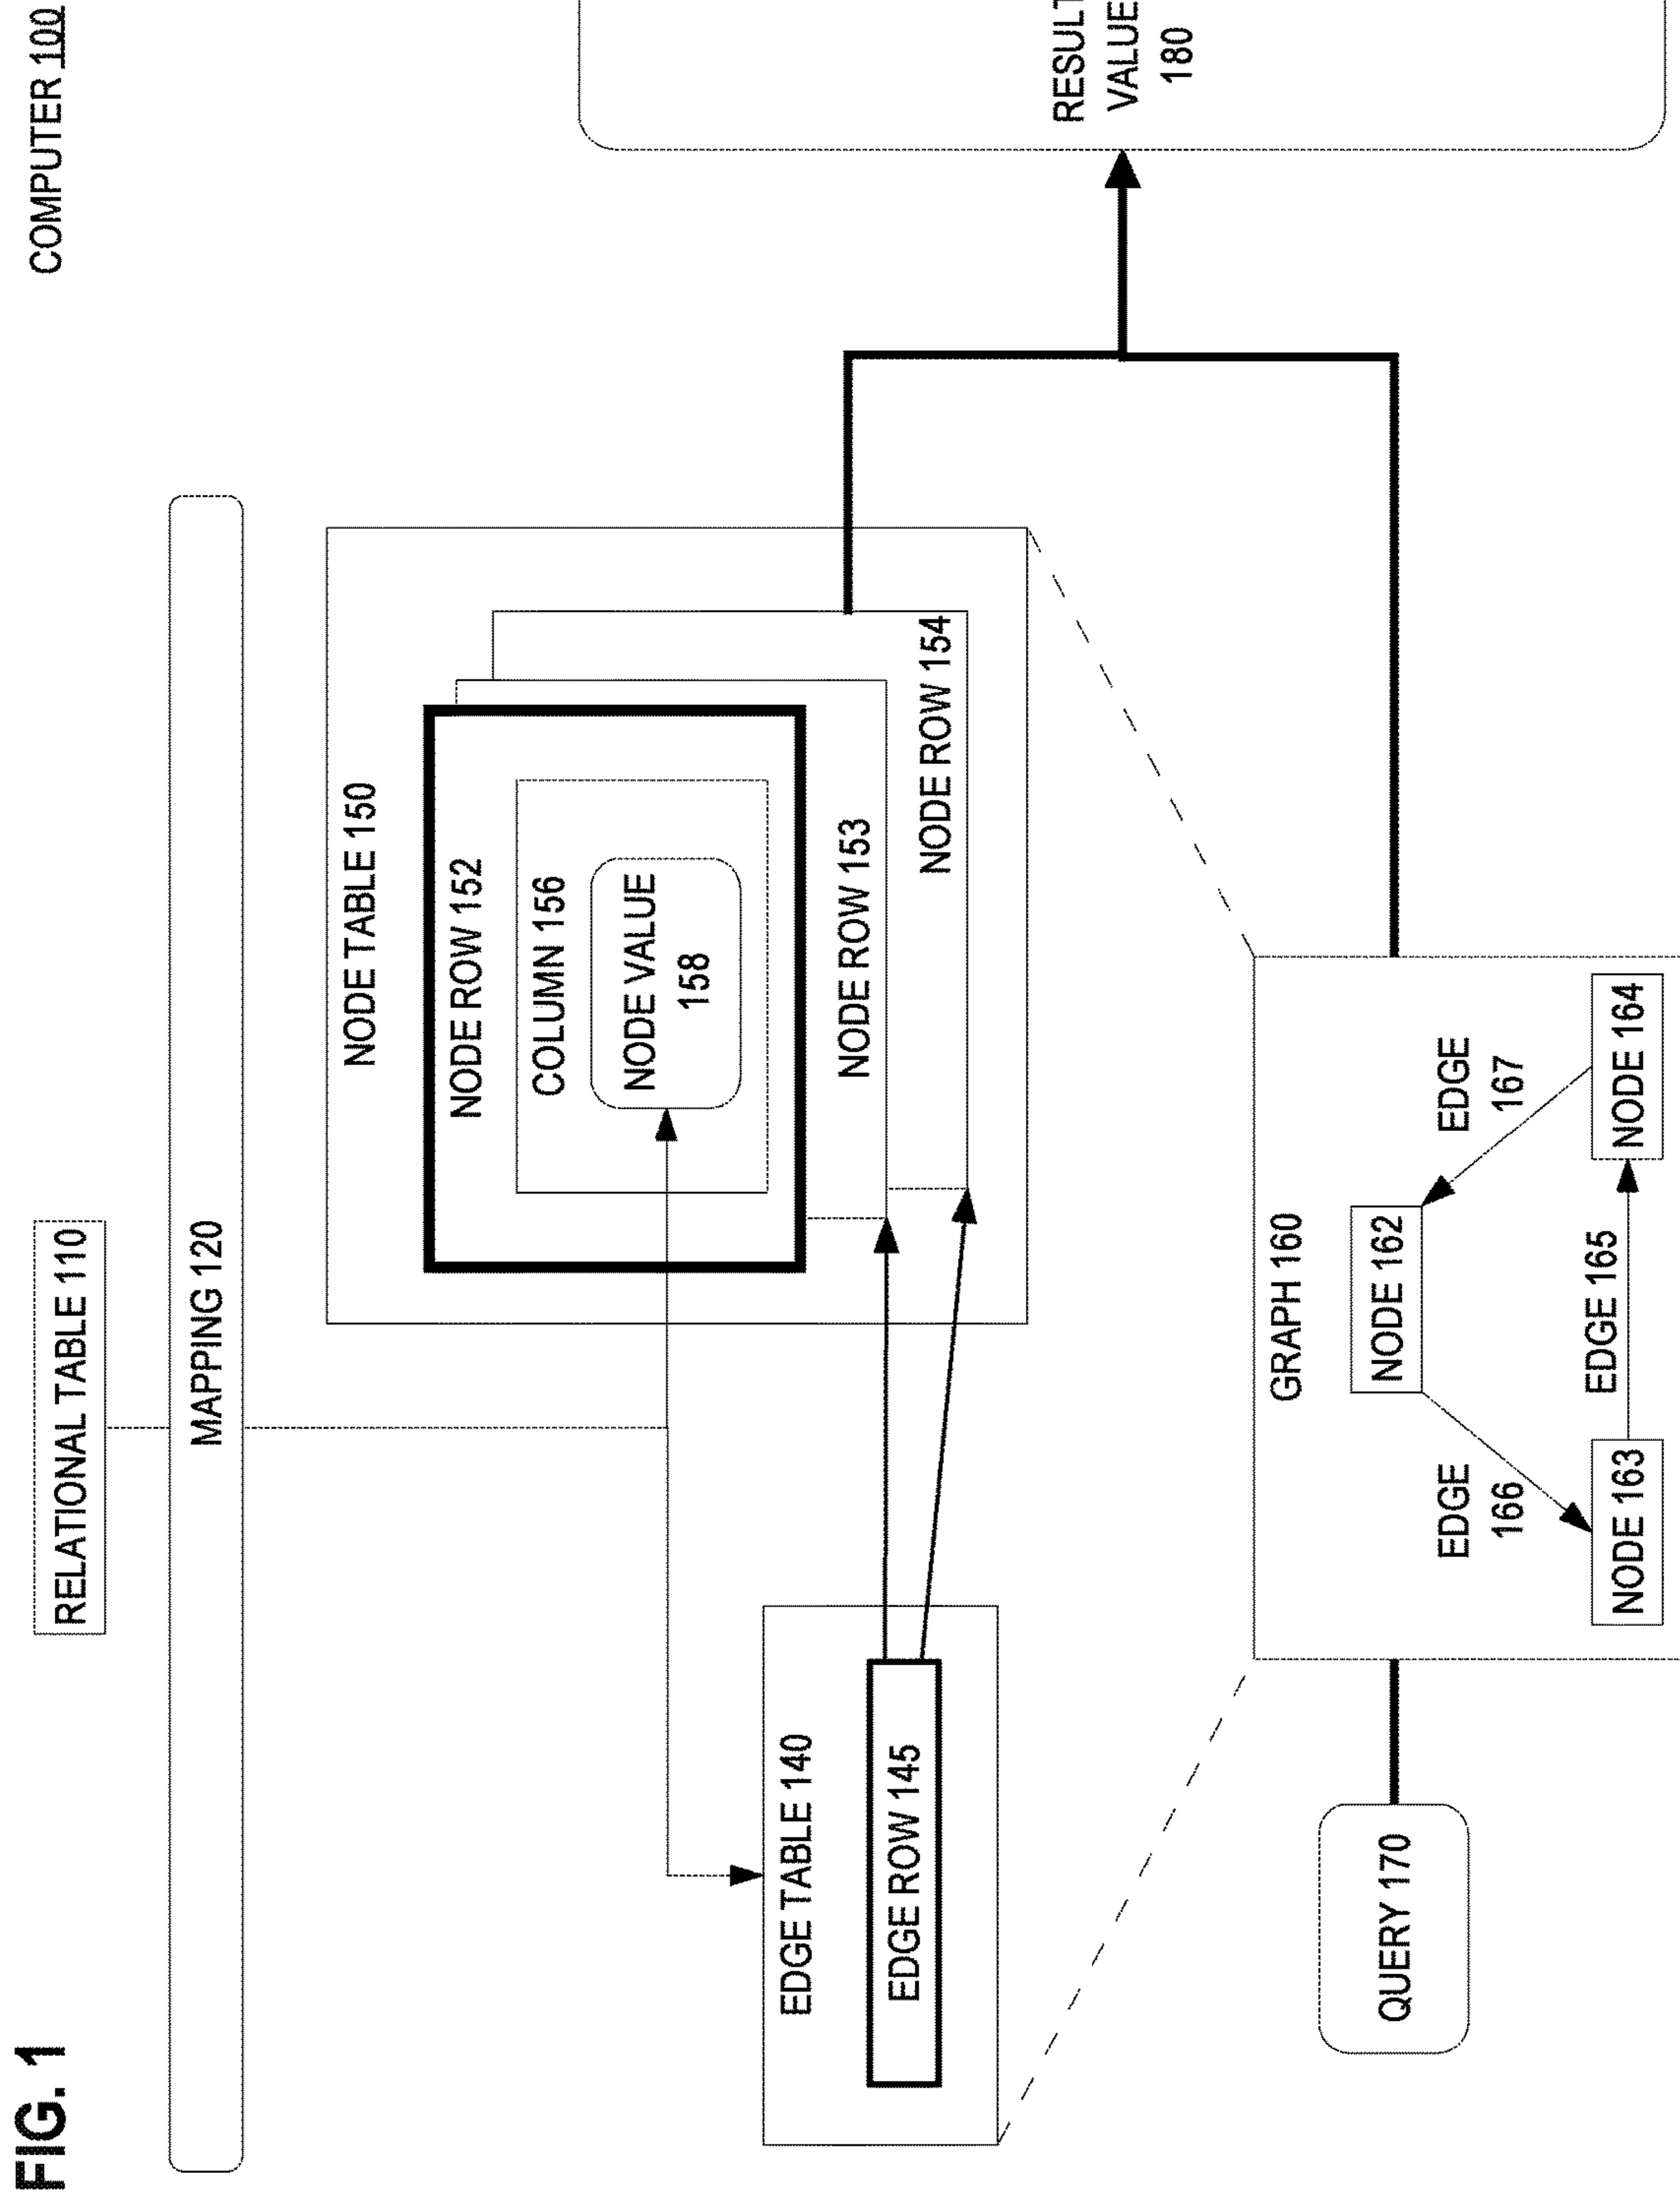 FIG. 1
COMPUTER 100
RELATIONAL TABLE 110
MAPPING 120
NODE TABLE 150
NODE ROW 152
COLUMN 156
NODE VALUE
158
NODE ROW 153
NODE ROW 154
EDGE TABLE 140
EDGE ROW 145
GRAPH 160
NODE 162
EDGE
166
EDGE
167
EDGE 165
NODE 163
NODE 164
QUERY 170
RESULT
VALUE
180